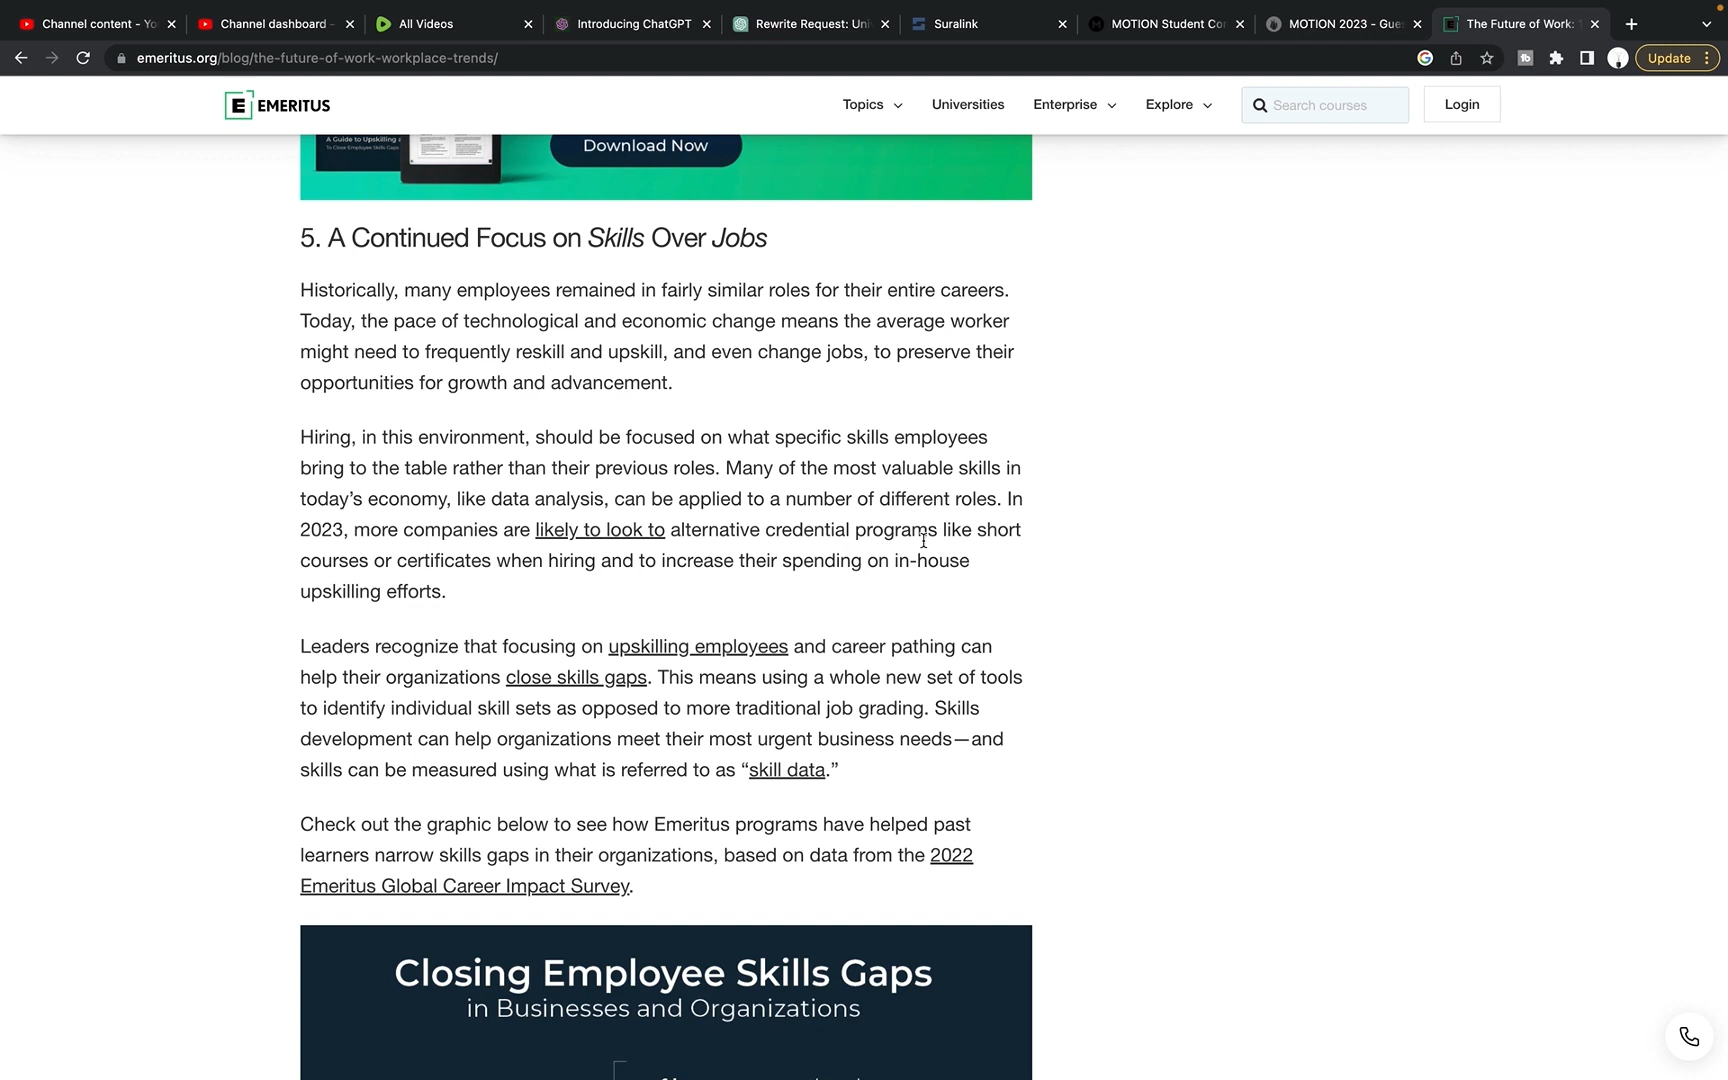 Channel content - Yo
Channel dashboard -
All Videos
Introducing ChatGPT
Rewrite Request: Uni
Suralink
MOTION Student Cor
MOTION 2023 - Gues
The Future of Work: 1
emeritus.org/blog/the-future-of-work-workplace-trends/
Update
EMERITUS
Topics
Universities
Enterprise
Explore
Search courses
Login
A Guide to Upskilling a
To Close Employee Skills Gaps
Download Now
5. A Continued Focus on Skills Over Jobs
Historically, many employees remained in fairly similar roles for their entire careers.
Today, the pace of technological and economic change means the average worker
might need to frequently reskill and upskill, and even change jobs, to preserve their
opportunities for growth and advancement.
Hiring, in this environment, should be focused on what specific skills employees
bring to the table rather than their previous roles. Many of the most valuable skills in
today’s economy, like data analysis, can be applied to a number of different roles. In
2023, more companies are likely to look to alternative credential programs like short
courses or certificates when hiring and to increase their spending on in-house
upskilling efforts.
Leaders recognize that focusing on upskilling employees and career pathing can
help their organizations close skills gaps. This means using a whole new set of tools
to identify individual skill sets as opposed to more traditional job grading. Skills
development can help organizations meet their most urgent business needs—and
skills can be measured using what is referred to as “skill data.”
Check out the graphic below to see how Emeritus programs have helped past
learners narrow skills gaps in their organizations, based on data from the 2022
Emeritus Global Career Impact Survey.
Closing Employee Skills Gaps
in Businesses and Organizations